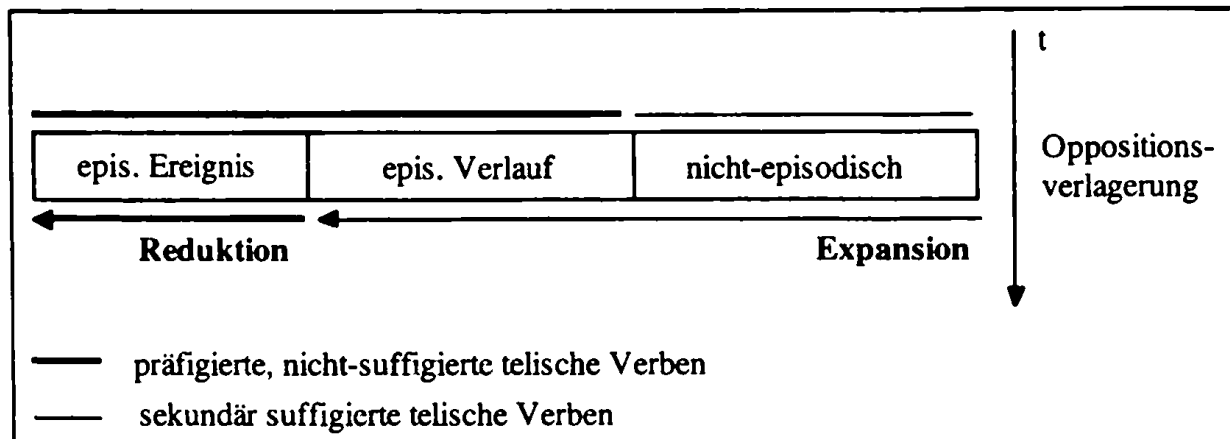 t
epis. Ereignis epis. Verlauf nicht-episodisch
Oppositions-
verlagerung
Reduktion Expansion
präfigierte, nicht-suffigierte telische Verben
sekundär suffigierte telische Verben